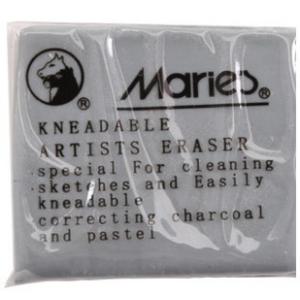 Marie's ®
®
KNEADABLE
ARTISTS ERASER
special For cleaning
sketches and Easily
kneadable
correcting charcoal
and pastel